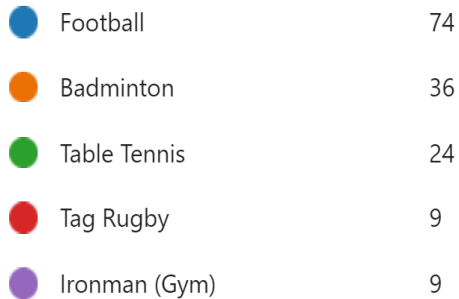 Football 74
Badminton 36
Table Tennis 24
Tag Rugby 9
Ironman (Gym) 9